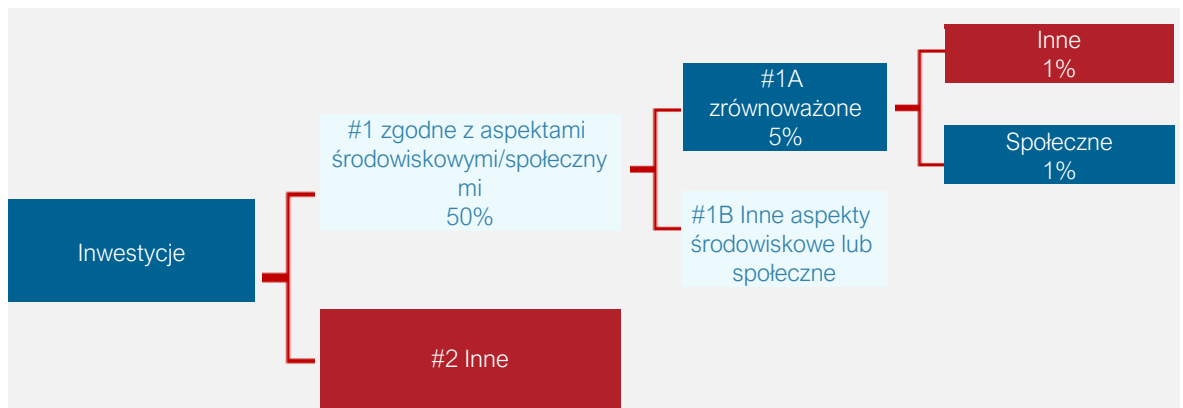 Inwestycje
#1 zgodne z aspektami
środowiskowymi/społeczny
mi
50%
#2 Inne
#1A
zrównoważone
5%
#1B Inne aspekty
środowiskowe lub
społeczne
Inne
1%
Społeczne
1%